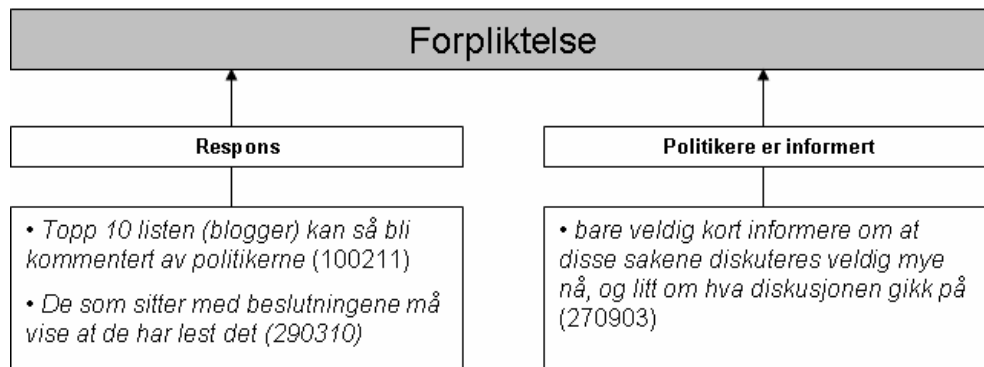 Forpliktelse
Respons
Politikere er informert
• Topp 10 listen (blogger) kan så bli
kommentert av politikerne (100211)
• De som sitter med beslutningene må
vise at de har lest det (290310)
• bare veldig kort informere om at
disse sakene diskuteres veldig mye
nå, og litt om hva diskusjonen gikk på
(270903)